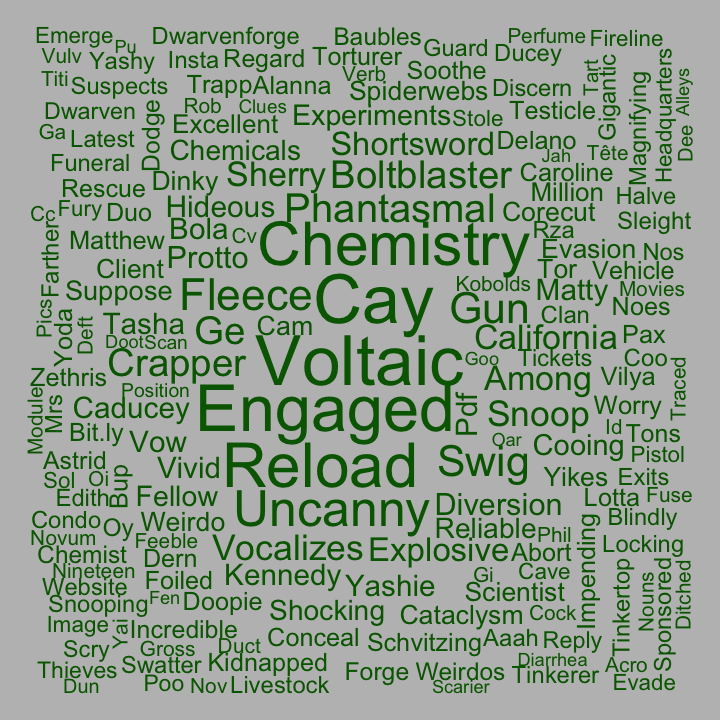 Emerge
Pu
Dwarvenforge
Baubles
Perfume
Fireline
Vulv
Yashy
Insta
Regard
Torturer
Guard
Ducey
Titi
Suspects
Trapp
Alanna
Verb
Soothe
Spiderwebs
Discern
Tart
Gigantic
Magnifying
Headquarters
Alleys
Dwarven
Dodge
Rob
Clues
Experiments
Stole
Testicle
Ga
Latest
Excellent
Shortsword
Delano
Dee
Funeral
Chemicals
Jah
Tête
Rescue
Dinky
Sherry
Boltblaster
Caroline
Million
Halve
Cc
Fury
Duo
Hideous
Phantasmal
Corecut
Sleight
Farther
Matthew
Bola
Cv
Chemistry
Rza
Evasion
Nos
Client
Protto
Kobolds
Tor
Vehicle
Suppose
Fleece
Cay
Gun
Matty
Movies
Pics
Yoda
Deft
Tasha
Ge
Cam
Clan
Noes
DootScan
California
Pax
Zethris
Crapper
Voltaic
Goo
Tickets
Coo
Position
Among
Vilya
Traced
Module
Mrs
Caducey
Engaged
Pdf
Snoop
Worry
Bit.ly
Vow
Qar
Cooing
Id
Tons
Astrid
Vivid
Reload
Swig
Pistol
Sol
Oi
Bup
Yikes
Exits
Edith
Fellow
Uncanny
Diversion
Lotta
Fuse
Condo
Oy
Weirdo
Reliable
Phil
Blindly
Novum
Feeble
Vocalizes
Explosive
Abort
Impending
Locking
Chemist
Dern
Nineteen
Foiled
Kennedy
Gi
Cave
Website
Yashie
Scientist
Tinkertop
Nouns
Sponsored
Ditched
Snooping
Fen
Doopie
Shocking
Cataclysm
Cock
Image
Yai
Incredible
Conceal
Schvitzing
Aaah
Reply
Scry
Gross
Duct
Thieves
Swatter
Kidnapped
Forge
Weirdos
Diarrhea
Tinkerer
Acro
Dun
Poo
Nov
Livestock
Scarier
Evade